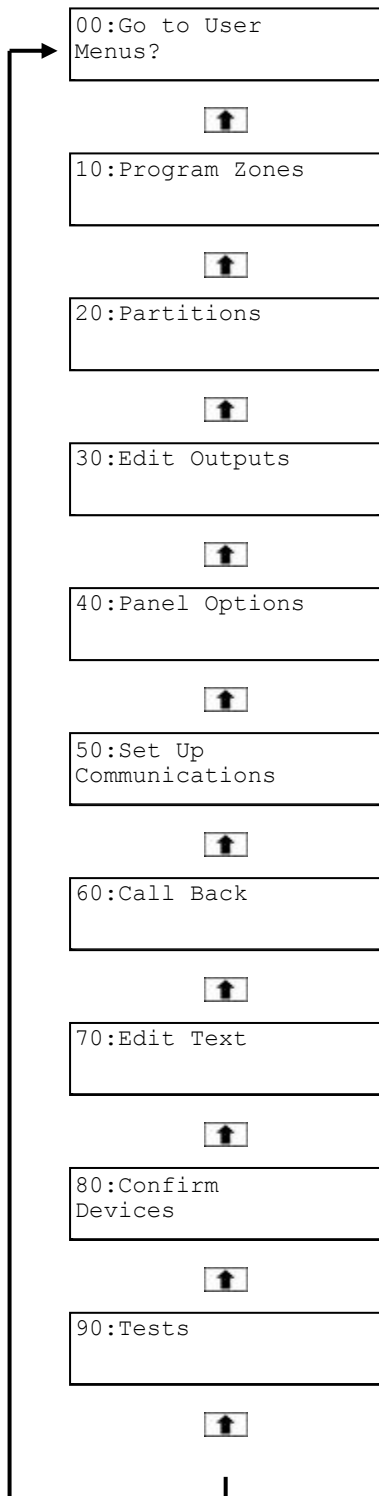 00:Go to User
Menus?
10:Program Zones
20:Partitions
30:Edit Outputs
40:Panel Options
50:Set Up
Communications
60:Call Back
70:Edit Text
80:Confirm
Devices
90:Tests